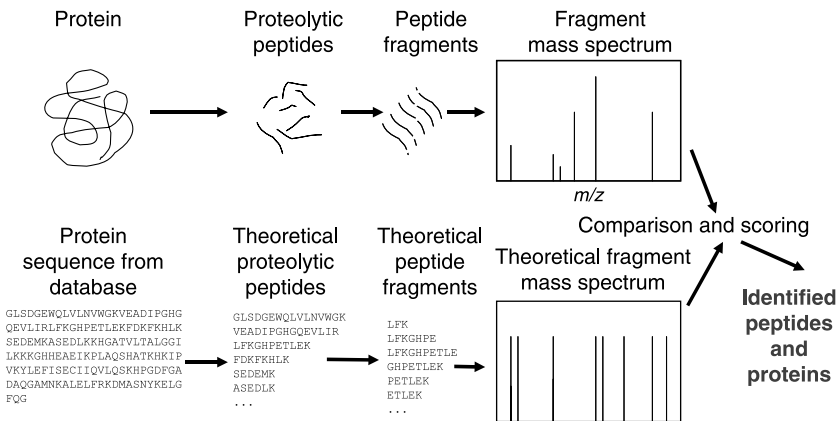 Protein
Proteolytic
peptides
Peptide
fragments
Fragment
mass spectrum
m/z
Comparison and scoring
Identified
peptides
and
proteins
Protein
sequence from
database
GLSDGEWQLVLNVWGKVEADIPGHG
QEVLIRLFKGHPETLEKFDKFKHLK
SEDEMKASEDLKKHGATVLTALGGI
LKKKGHHEAEIKPLAQSHATKHKIP
VKYLEFISECIIQVLQSKHPGDFGA
DAQGAMNKALELFRKDMASNYKELG
FQG
Theoretical
proteolytic
peptides
GLSDGEWQLVLNVWGK
VEADIPGHGQEVLIR
LFKGHPETLEK
FDKFKHLK
SEDEMK
ASEDLK
...
Theoretical
peptide
fragments
LFK
LFKGHPE
LFKGHPETLE
GHPETLEK
PETLEK
ETLEK
...
Theoretical fragment
mass spectrum